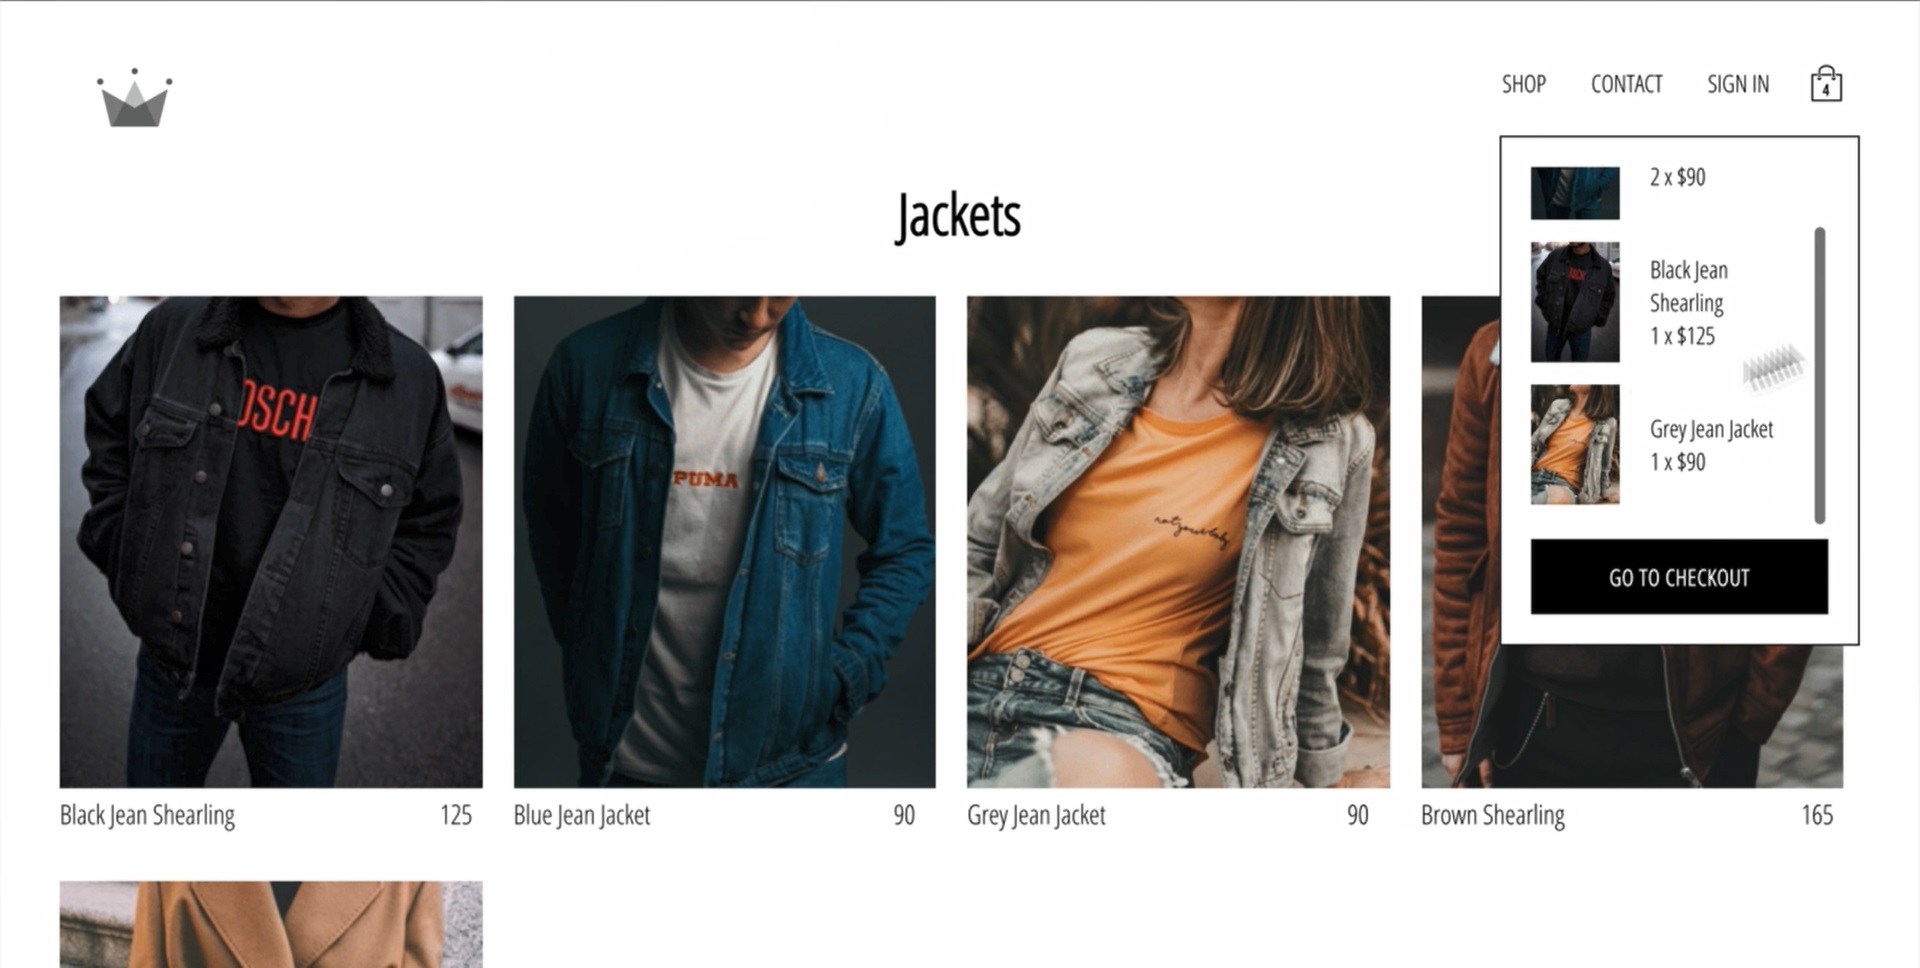 SHOP CONTACT SIGN IN 4
2 x $90
Black Jean
Shearling
1 x $125
Grey Jean Jacket
1 x $90
GO TO CHECKOUT
Jackets
OSCH
PUMA
notyourbaby
Black Jean Shearling 125
Blue Jean Jacket 90
Grey Jean Jacket 90
Brown Shearling 165